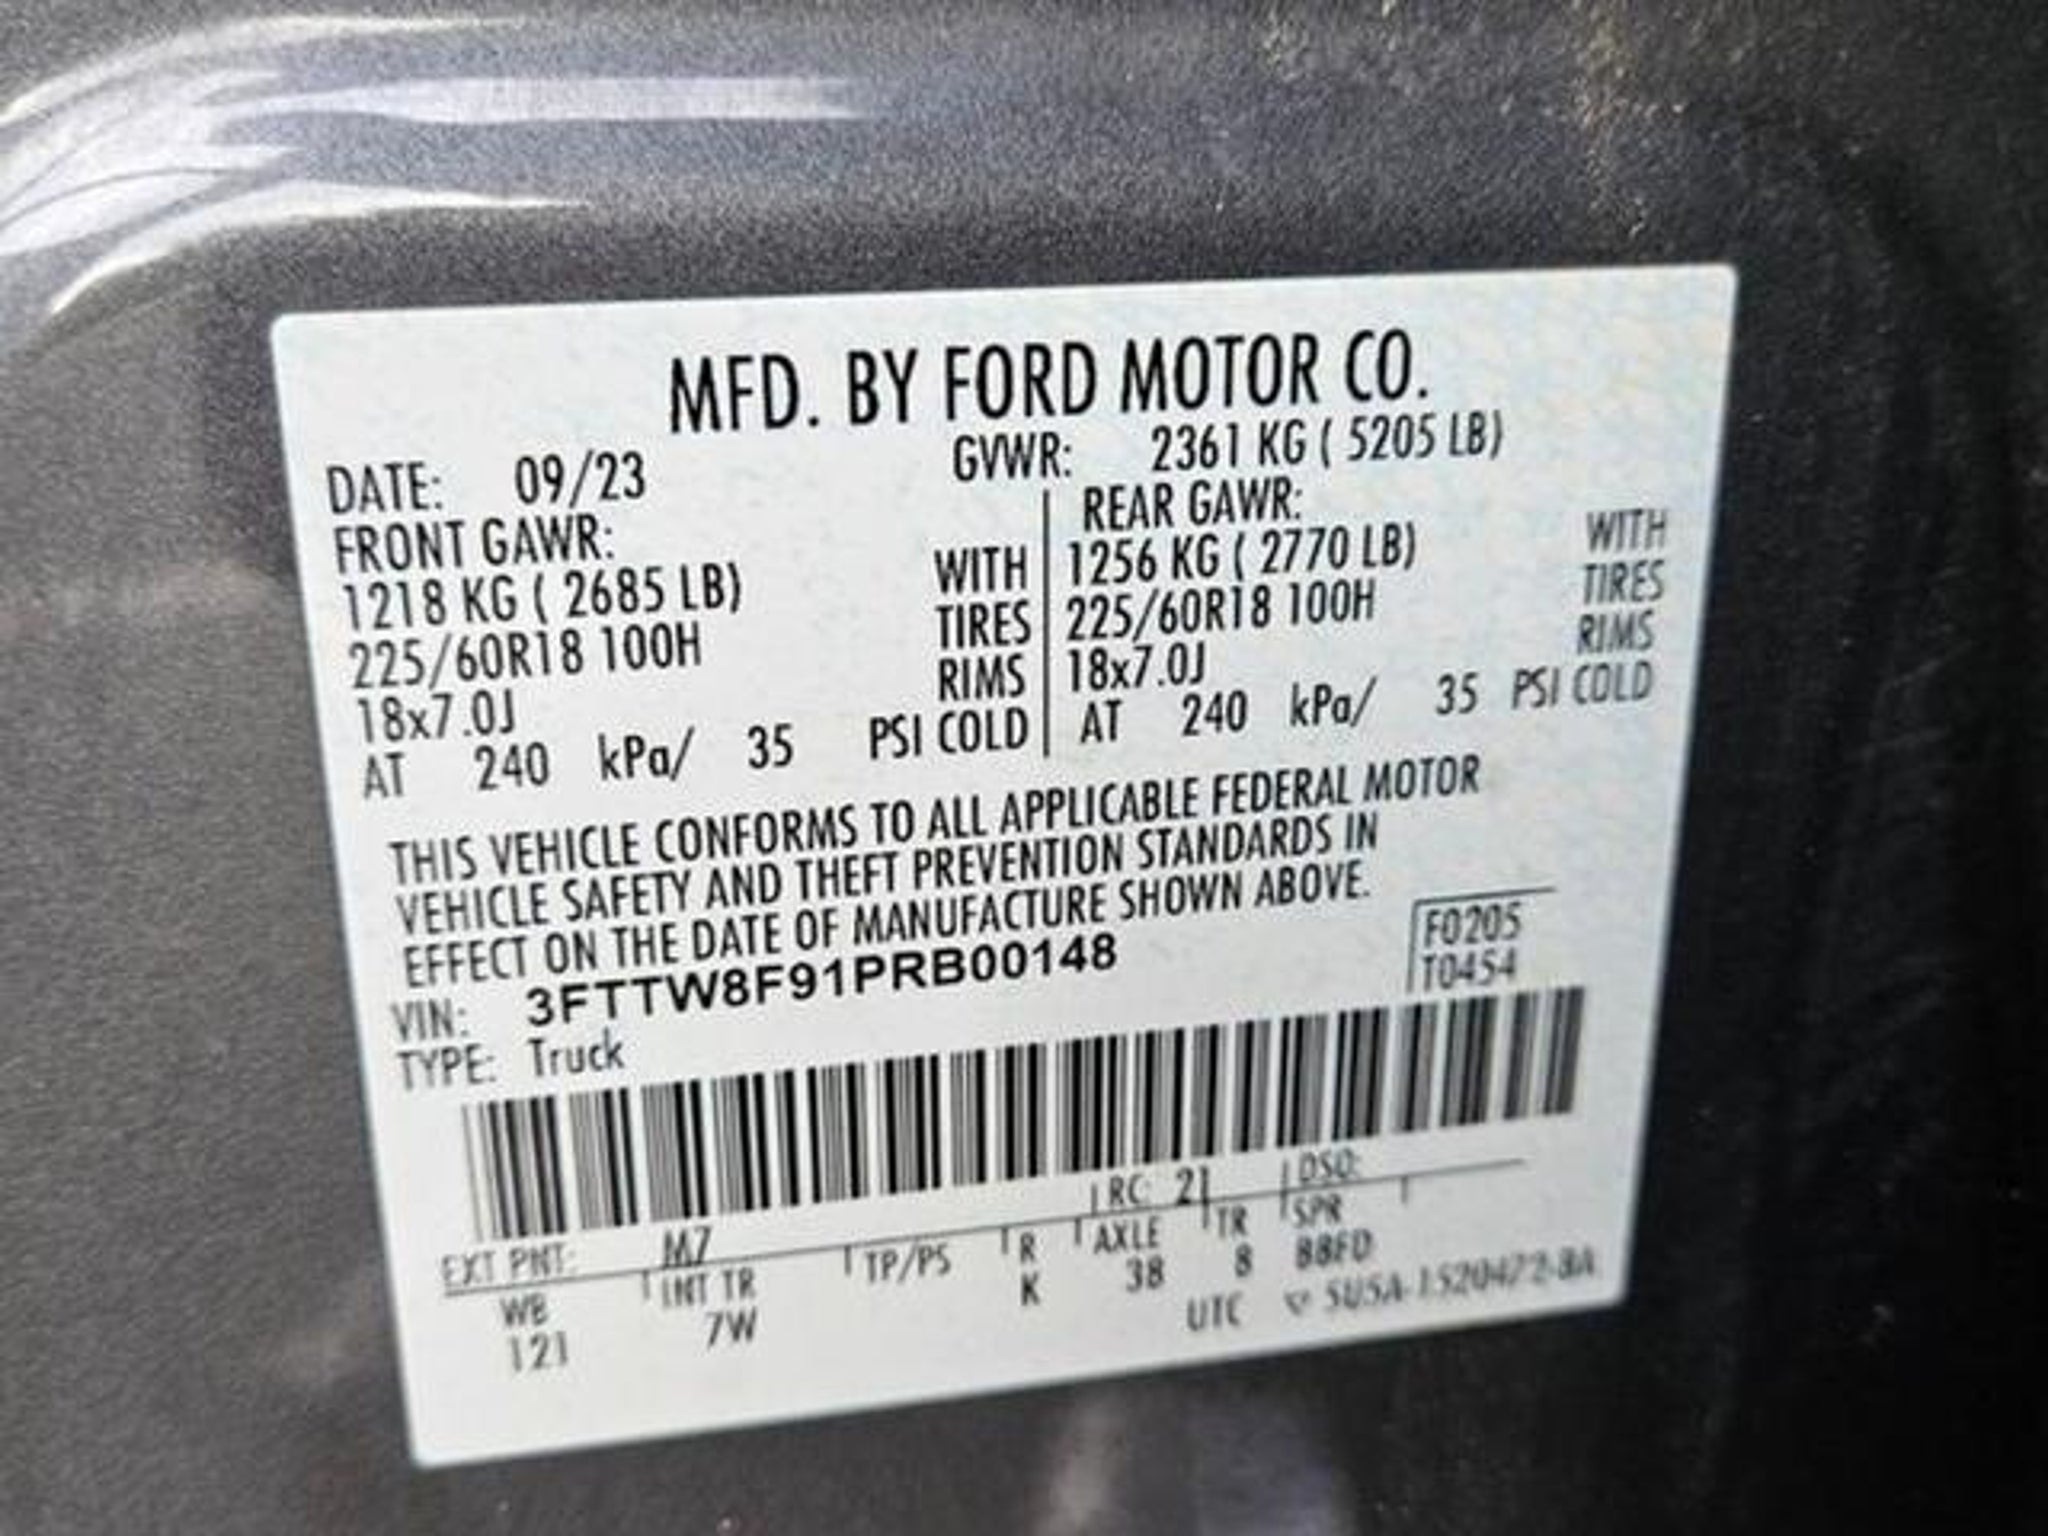 MFD. BY FORD MOTOR CO.
DATE: 09/23 GVWR: 2361 KG ( 5205 LB)
FRONT GAWR: REAR GAWR:
1218 KG ( 2685 LB) WITH 1256 KG ( 2770 LB) WITH
225/60R18 100H TIRES 225/60R18 100H TIRES
18x7.0J RIMS 18x7.0J RIMS
AT 240 kPa/ 35 PSI COLD AT 240 kPa/ 35 PSI COLD
THIS VEHICLE CONFORMS TO ALL APPLICABLE FEDERAL MOTOR
VEHICLE SAFETY AND THEFT PREVENTION STANDARDS IN
EFFECT ON THE DATE OF MANUFACTURE SHOWN ABOVE.
F0205
VIN: 3FTTW8F91PRB00148 T0454
TYPE: Truck
EXT PNT: M7 RC: 21 DSO:
WB INT TR TP/PS R AXLE TR SPR
121 7W K 38 8 B8FD
UTC 5U5A-1520472-BA